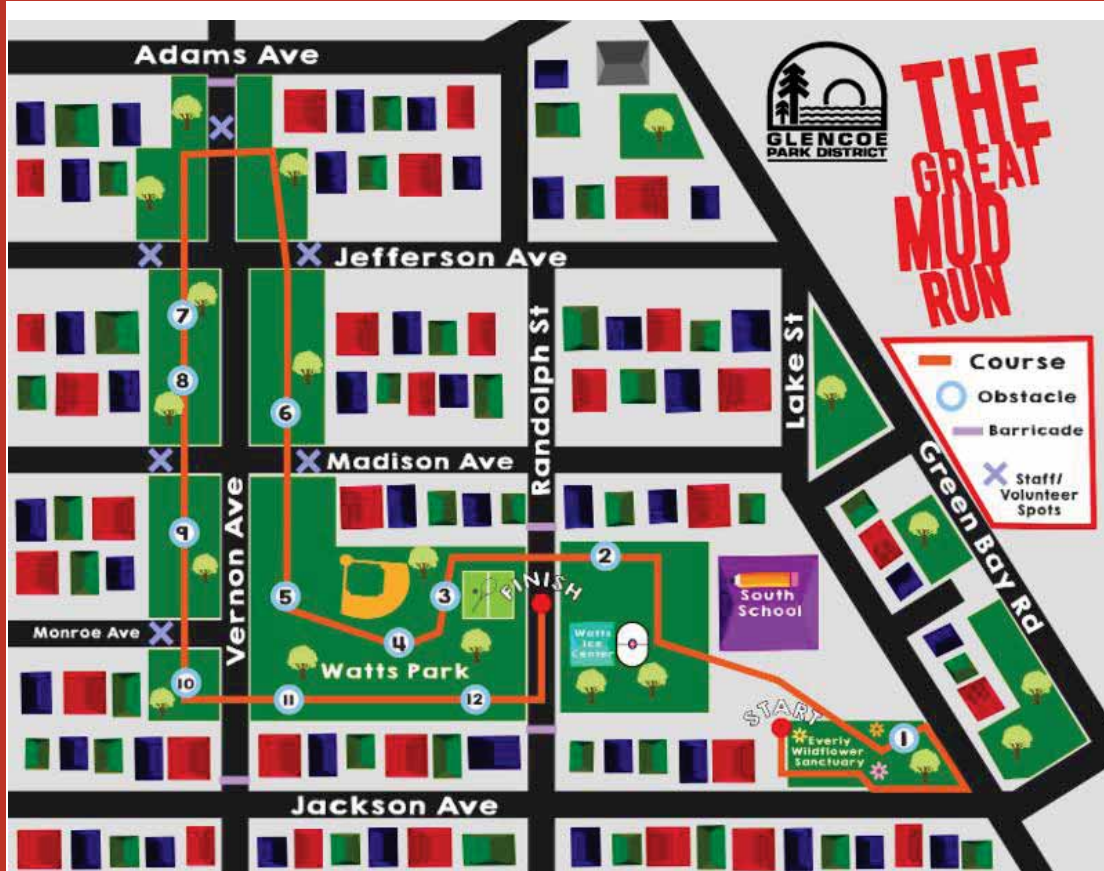 Adams Ave
GLENCOE
PARK DISTRICT
THE
GREAT
MUD
RUN
Jefferson Ave
7
8
6
Randolph St
Lake St
Course
Obstacle
Barricade
Staff/
Volunteer
Spots
Madison Ave
Green Bay Rd
9
Vernon Ave
2
5
3
FINISH
South
School
4
Monroe Ave
Watts
Ice
Center
Watts Park
10
11
12
START
1
Everly
Wildflower
Sanctuary
Jackson Ave